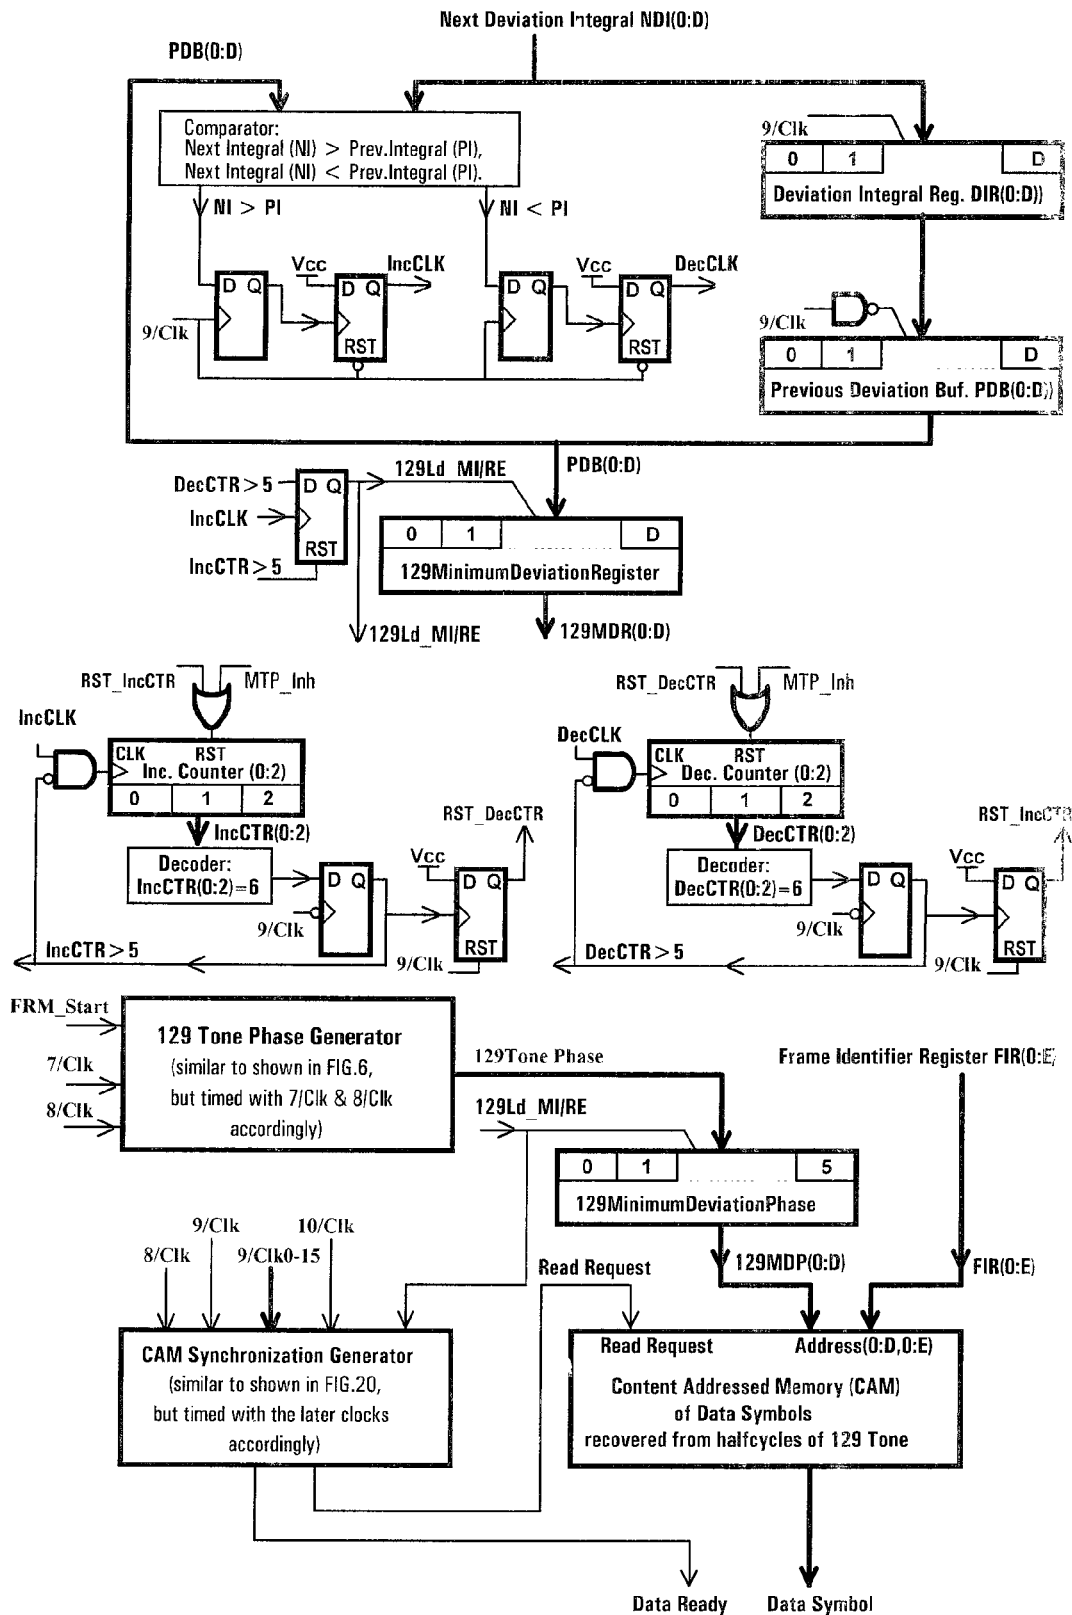 Next Deviation Integral NDI(0:D)
PDB(0:D)
Comparator:
Next Integral (NI) > Prev.Integral (PI),
Next Integral (NI) < Prev.Integral (PI).
9/Clk
0 1 D
Deviation Integral Reg. DIR(0:D))
NI > PI
NI < PI
Vcc
IncCLK
Vcc
DecCLK
D Q
D Q
D Q
D Q
9/Clk
RST
RST
9/Clk
0 1 D
Previous Deviation Buf. PDB(0:D))
PDB(0:D)
129Ld_MI/RE
DecCTR>5
D Q
IncCLK
RST
IncCTR>5
0 1 D
129MinimumDeviationRegister
129Ld_MI/RE
129MDR(0:D)
RST_IncCTR
MTP_Inh
IncCLK
CLK RST
Inc. Counter (0:2)
0 1 2
IncCTR(0:2)
RST_DecCTR
Decoder:
IncCTR(0:2)=6
D Q
Vcc
D Q
9/Clk
RST
IncCTR>5
9/Clk
RST_DecCTR
MTP_Inh
DecCLK
CLK RST
Dec. Counter (0:2)
0 1 2
DecCTR(0:2)
RST_IncCTR
Decoder:
DecCTR(0:2)=6
D Q
Vcc
D Q
9/Clk
RST
DecCTR>5
9/Clk
FRM_Start
7/Clk
8/Clk
129 Tone Phase Generator
(similar to shown in FIG.6,
but timed with 7/Clk & 8/Clk
accordingly)
129Tone Phase
Frame Identifier Register FIR(0:E)
129Ld_MI/RE
0 1 5
129MinimumDeviationPhase
9/Clk
10/Clk
8/Clk
9/Clk0-15
129MDP(0:D)
FIR(0:E)
Read Request
CAM Synchronization Generator
(similar to shown in FIG.20,
but timed with the later clocks
accordingly)
Read Request
Address(0:D,0:E)
Content Addressed Memory (CAM)
of Data Symbols
recovered from halfcycles of 129 Tone
Data Ready
Data Symbol